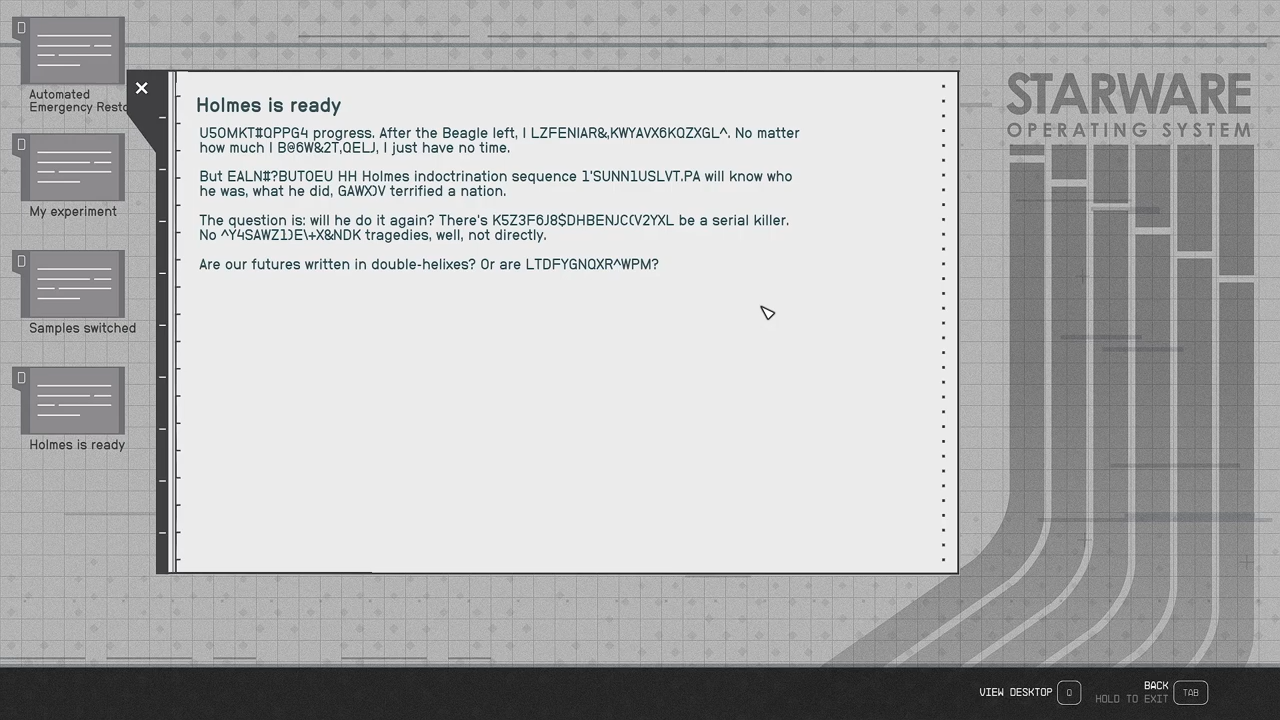 Automated
Emergency Resto
My experiment
Samples switched
Holmes is ready
Holmes is ready
U5OMKT#QPPG4 progress. After the Beagle left, I LZFENIAR&,KWYAVX6KQZXGL^. No matter
how much I B@6W&2T,QELJ, I just have no time.
But EALN#?BUTOEU HH Holmes indoctrination sequence 1'SUNN1USLVT.PA will know who
he was, what he did, GAWX)V terrified a nation.
The question is: will he do it again? There's K5Z3F6J8$DHBENJC(V2YXL be a serial killer.
No ^Y4SAWZ1)E\+X&NDK tragedies, well, not directly.
Are our futures written in double-helixes? Or are LTDFYGNQXR^WPM?
STARWARE
OPERATING SYSTEM
VIEW DESKTOP Q
BACK
HOLD TO EXIT TAB